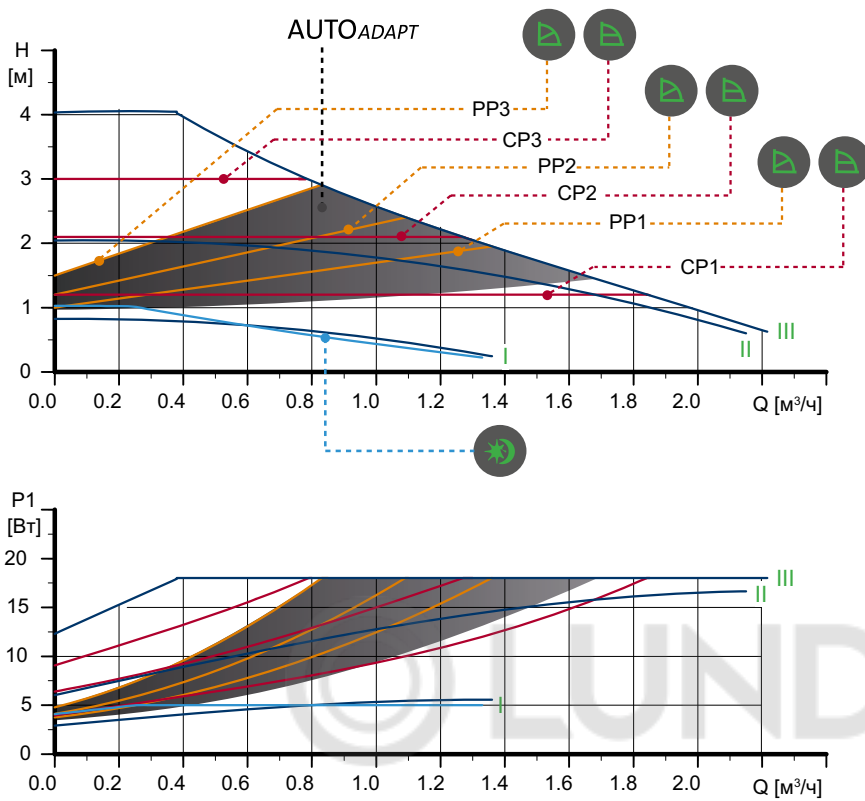 AUTOADAPT
H
[м]
4
3
2
1
0
PP3
CP3
PP2
CP2
PP1
CP1
III
II
I
0.0 0.2 0.4 0.6 0.8 1.0 1.2 1.4 1.6 1.8 2.0 Q [м³/ч]
P1
[Вт]
20
15
10
5
0
III
II
I
LUND
0.0 0.2 0.4 0.6 0.8 1.0 1.2 1.4 1.6 1.8 2.0 Q [м³/ч]